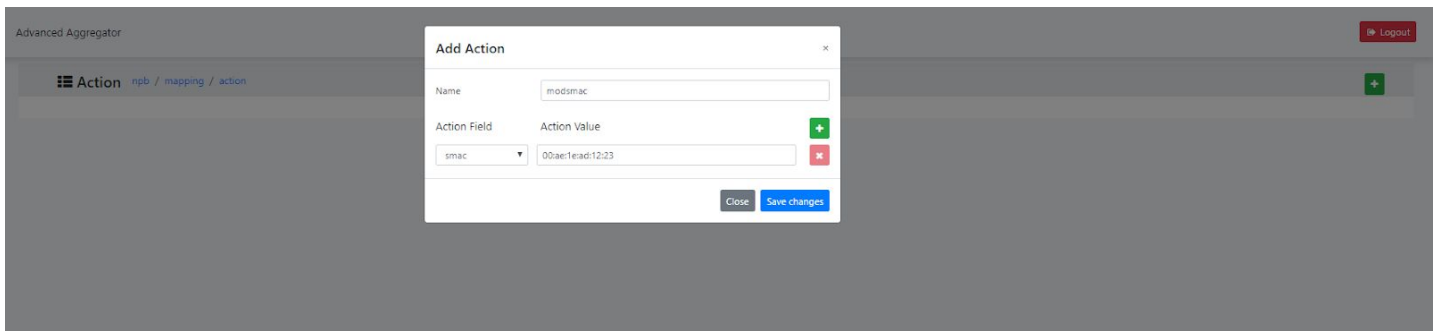 Advanced Aggregator
Logout
Action npb / mapping / action
Add Action ×
Name modsmac
Action Field Action Value
smac 00:ae:1e:ad:12:23
Close Save changes